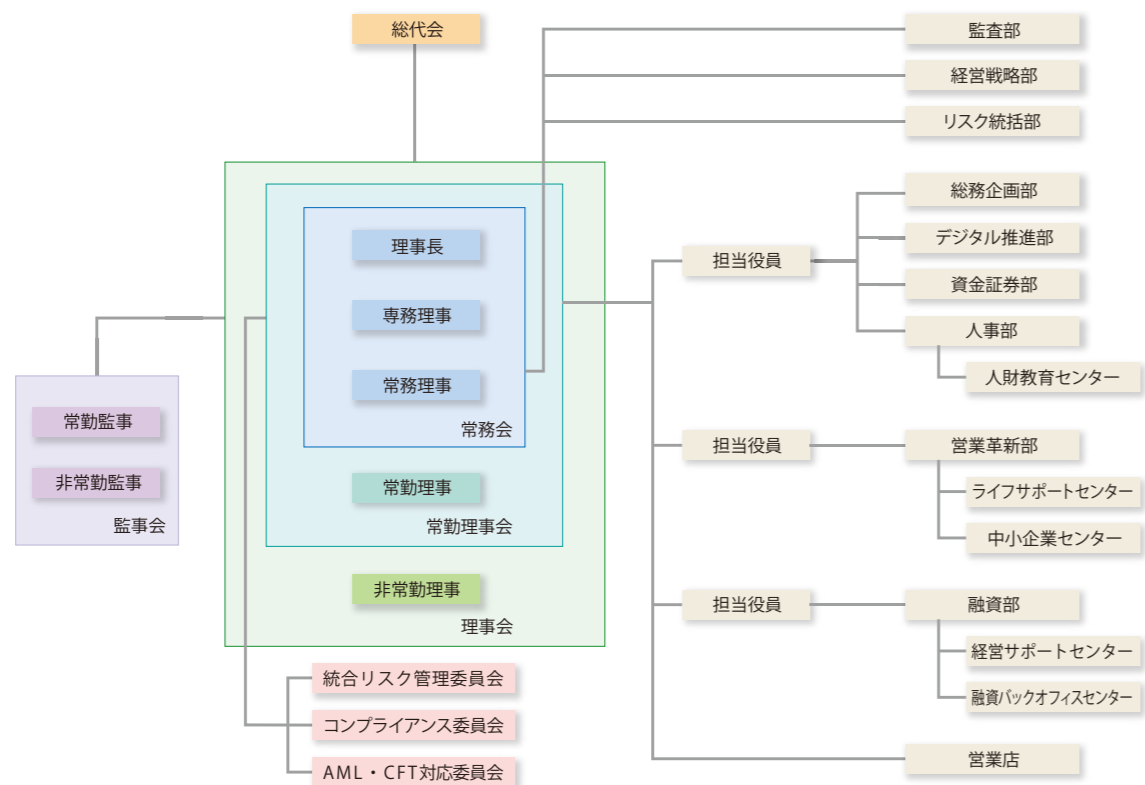 総代会
監査部
経営戦略部
リスク統括部
理事長
専務理事
常務理事
常務会
常勤理事
常勤理事会
非常勤理事
理事会
常勤監事
非常勤監事
監事会
統合リスク管理委員会
コンプライアンス委員会
AML・CFT対応委員会
担当役員
総務企画部
デジタル推進部
資金証券部
人事部
人財教育センター
担当役員
営業革新部
ライフサポートセンター
中小企業センター
担当役員
融資部
経営サポートセンター
融資バックオフィスセンター
営業店